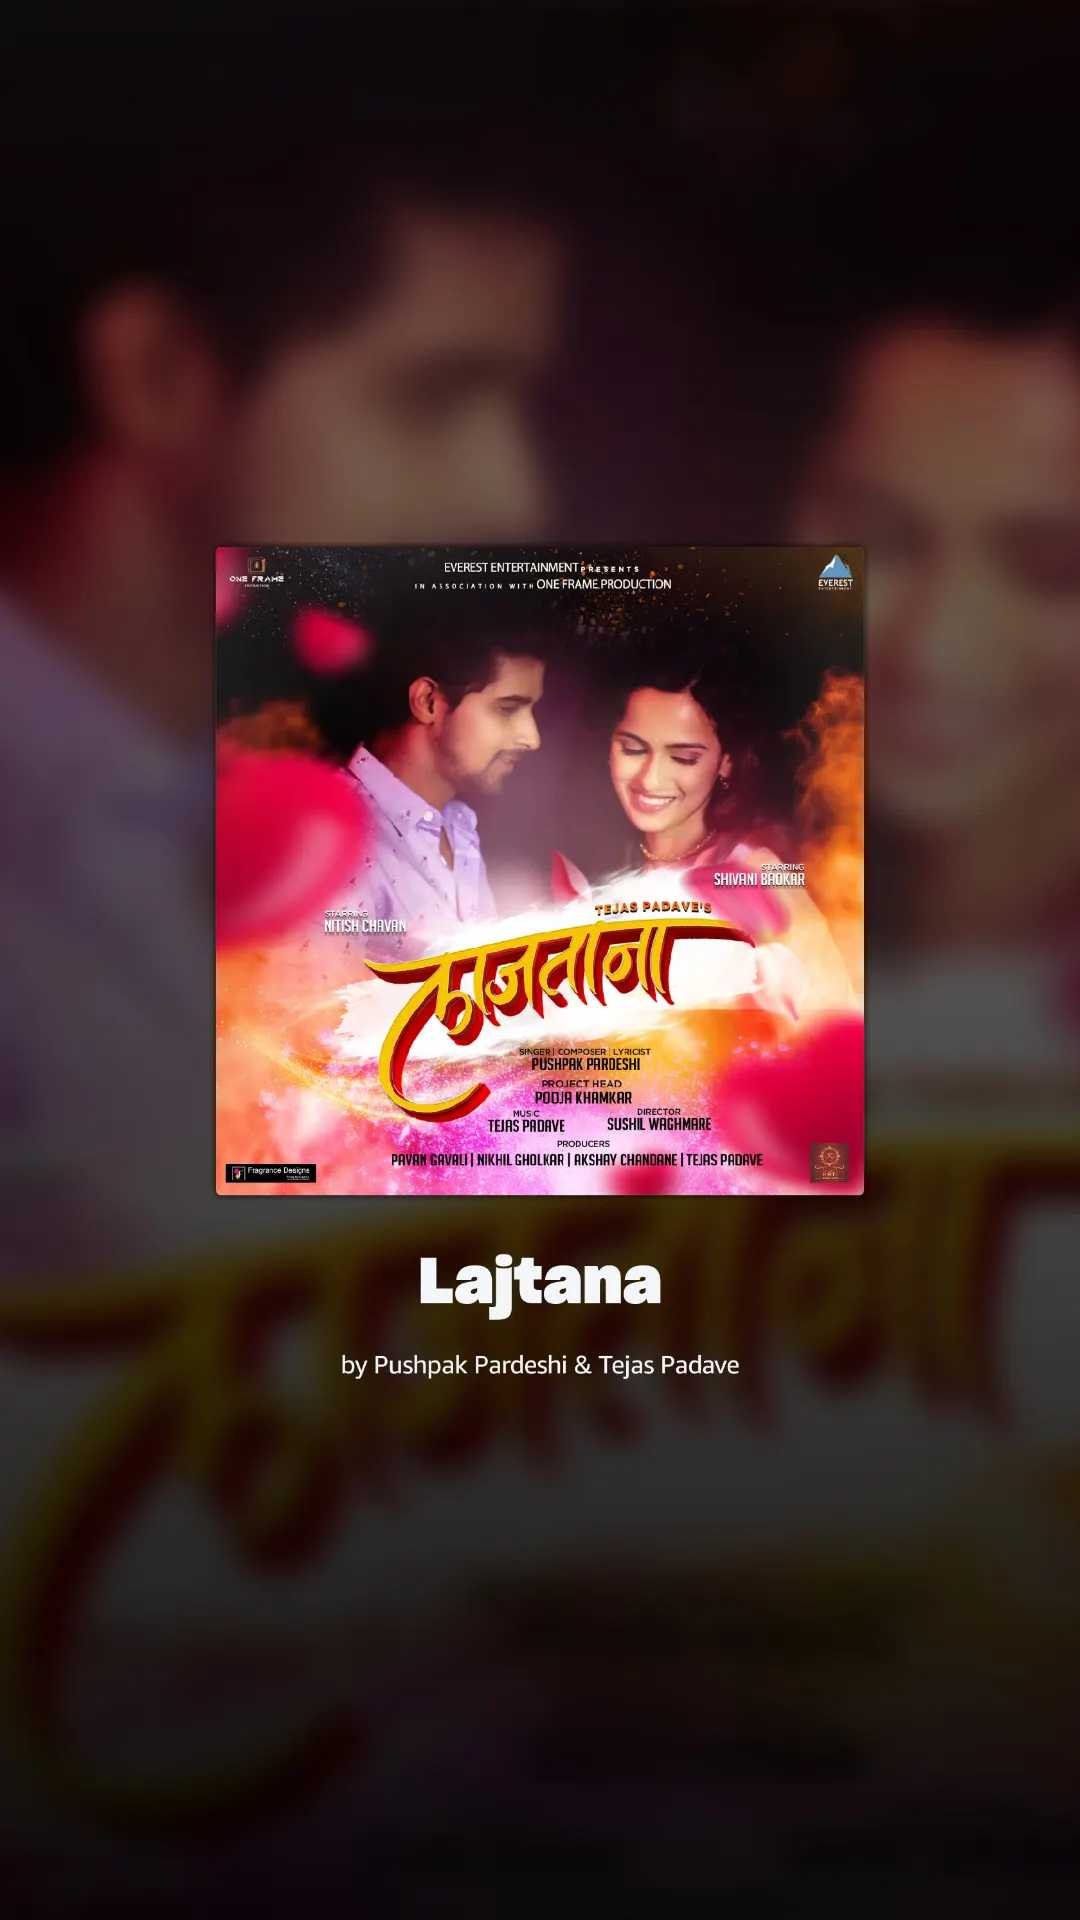 ONE FRAME
PRODUCTION
EVEREST ENTERTAINMENT PRESENTS
IN ASSOCIATION WITH ONE FRAME PRODUCTION
EVEREST
ENTERTAINMENT
STARRING
SHIVANI BAOKAR
STARRING
NITISH CHAVAN
TEJAS PADAVE'S
लाजताना
SINGER | COMPOSER | LYRICIST
PUSHPAK PARDESHI
PROJECT HEAD
POOJA KHAMKAR
MUSIC
TEJAS PADAVE
DIRECTOR
SUSHIL WAGHMARE
PRODUCERS
PAVAN GAVALI | NIKHIL GHOLKAR | AKSHAY CHANDANE | TEJAS PADAVE
Fragrance Designs
Lajtana
by Pushpak Pardeshi & Tejas Padave